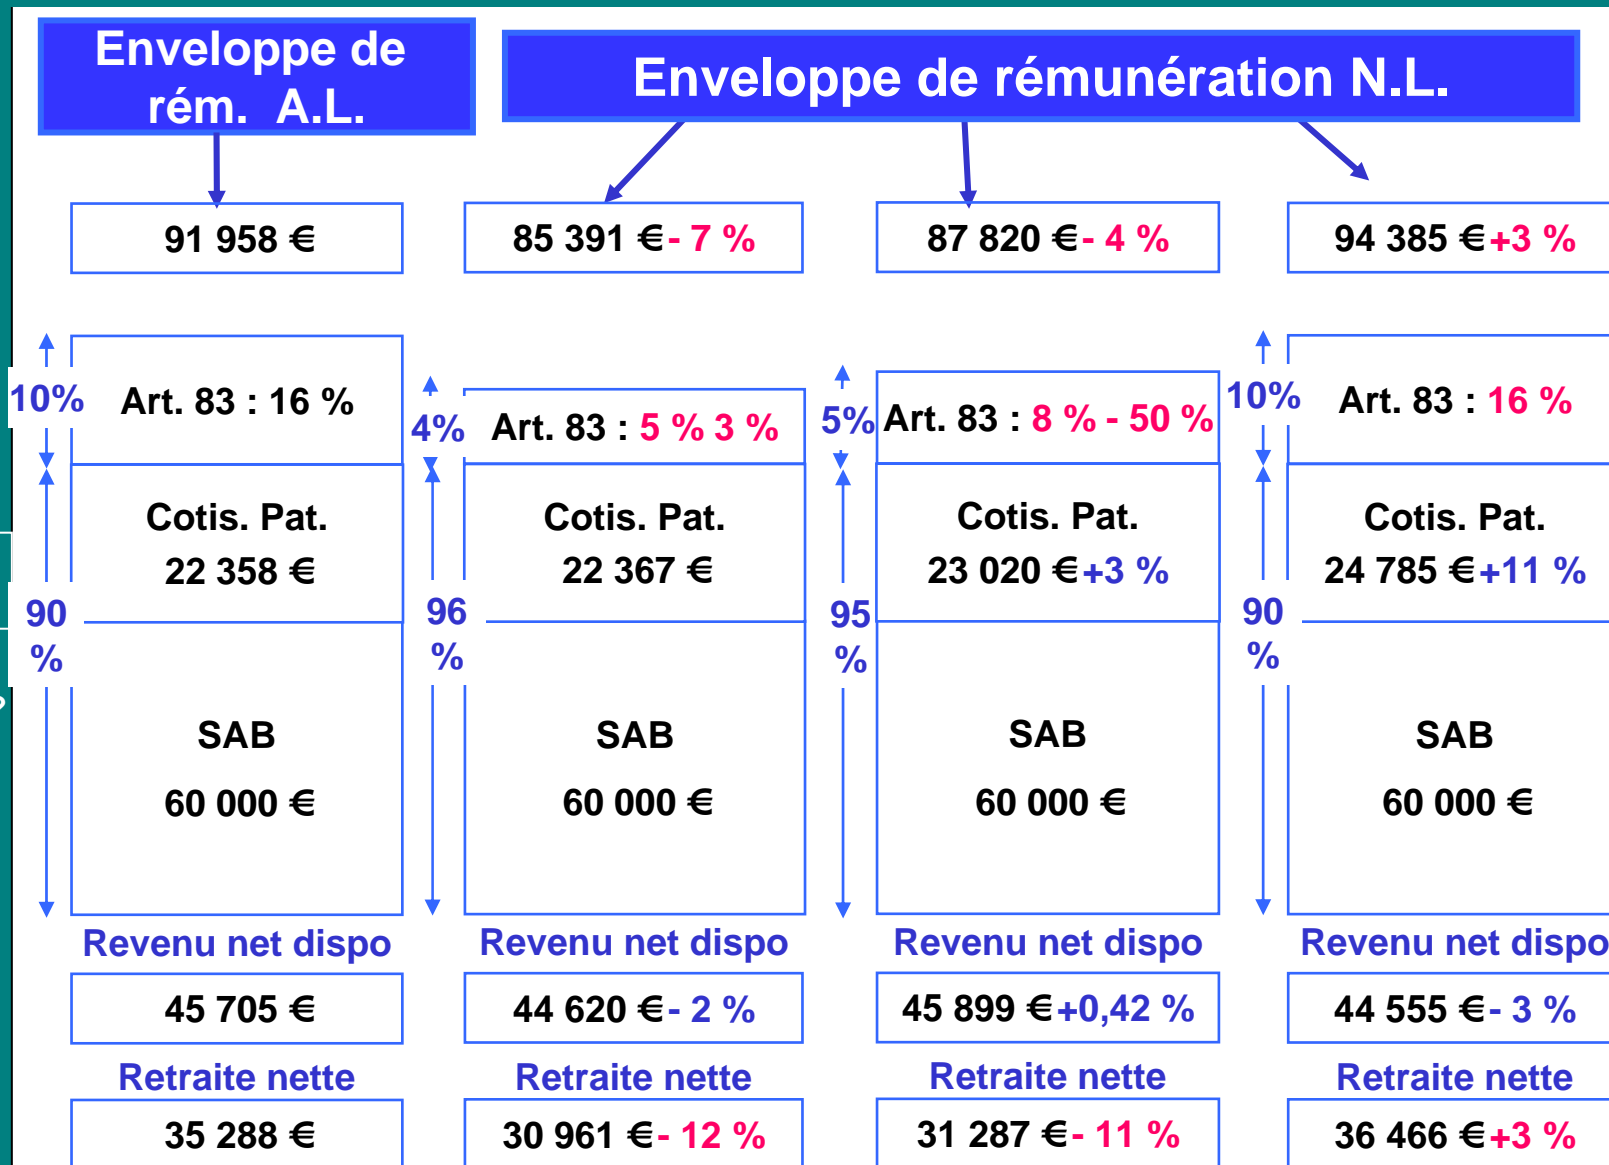 Enveloppe de
rém. A.L.
Enveloppe de rémunération N.L.
91 958 €
85 391 € - 7 %
87 820 € - 4 %
94 385 € +3 %
10%
Art. 83 : 16 %
4%
Art. 83 : 5 % 3 %
5%
Art. 83 : 8 % - 50 %
10%
Art. 83 : 16 %
Cotis. Pat.
22 358 €
Cotis. Pat.
22 367 €
Cotis. Pat.
23 020 € +3 %
Cotis. Pat.
24 785 € +11 %
90
%
96
%
95
%
90
%
SAB
60 000 €
SAB
60 000 €
SAB
60 000 €
SAB
60 000 €
Revenu net dispo
Revenu net dispo
Revenu net dispo
Revenu net dispo
45 705 €
44 620 € - 2 %
45 899 € +0,42 %
44 555 € - 3 %
Retraite nette
Retraite nette
Retraite nette
Retraite nette
35 288 €
30 961 € - 12 %
31 287 € - 11 %
36 466 € +3 %